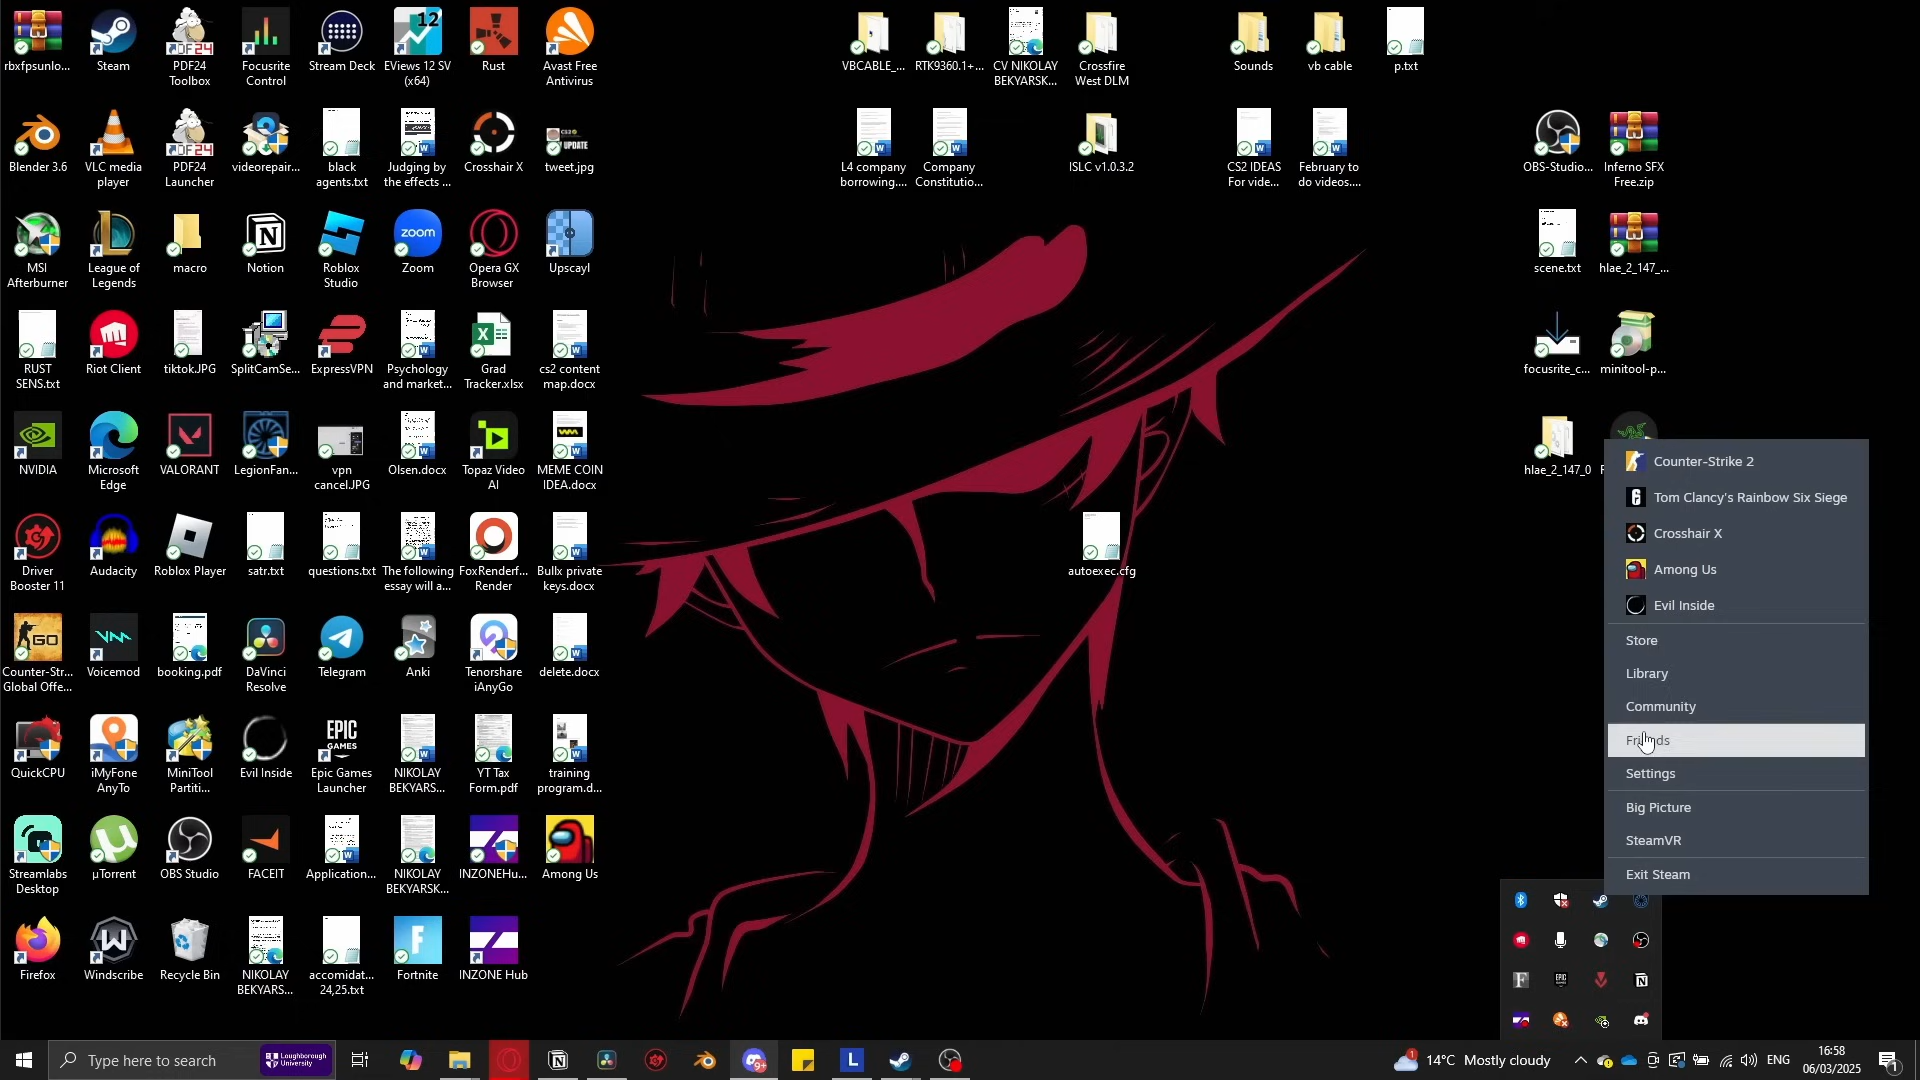 rbxfpsunlo...
Steam
PDF24
Toolbox
Focusrite
Control
Stream Deck
EViews 12 SV
(x64)
Rust
Avast Free
Antivirus
VBCABLE_...
RTK9360.1+...
CV NIKOLAY
BEKYARSK...
Crossfire
West DLM
Sounds
vb cable
p.txt
Blender 3.6
VLC media
player
PDF24
Launcher
videorepair...
black
agents.txt
Judging by
the effects ...
Crosshair X
tweet.jpg
L4 company
borrowing....
Company
Constitutio...
ISLC v1.0.3.2
CS2 IDEAS
For vide...
February to
do videos....
OBS-Studio...
Inferno SFX
Free.zip
MSI
Afterburner
League of
Legends
macro
Notion
Roblox
Studio
Zoom
Opera GX
Browser
Upscayl
scene.txt
hlae_2_147_...
RUST
SENS.txt
Riot Client
tiktok.JPG
SplitCamSe...
ExpressVPN
Psychology
and market...
Grad
Tracker.xlsx
cs2 content
map.docx
focusrite_c...
minitool-p...
NVIDIA
Microsoft
Edge
VALORANT
LegionFan...
vpn
cancel.JPG
Olsen.docx
Topaz Video
AI
MEME COIN
IDEA.docx
hlae_2_147_0
Driver
Booster 11
Audacity
Roblox Player
satr.txt
questions.txt
The following
essay will a...
FoxRenderf...
Render
Bullx private
keys.docx
autoexec.cfg
Counter-Str...
Global Offe...
Voicemod
booking.pdf
DaVinci
Resolve
Telegram
Anki
Tenorshare
iAnyGo
delete.docx
QuickCPU
iMyFone
AnyTo
MiniTool
Partiti...
Evil Inside
Epic Games
Launcher
NIKOLAY
BEKYARS...
YT Tax
Form.pdf
training
program.d...
Streamlabs
Desktop
µTorrent
OBS Studio
FACEIT
Application...
NIKOLAY
BEKYARSK...
INZONEHu...
Among Us
Firefox
Windscribe
Recycle Bin
NIKOLAY
BEKYARS...
accomidat...
24,25.txt
Fortnite
INZONE Hub
Counter-Strike 2
Tom Clancy's Rainbow Six Siege
Crosshair X
Among Us
Evil Inside
Store
Library
Community
Friends
Settings
Big Picture
SteamVR
Exit Steam
Type here to search
Loughborough
University
9+
14°C Mostly cloudy
ENG
16:58
06/03/2025